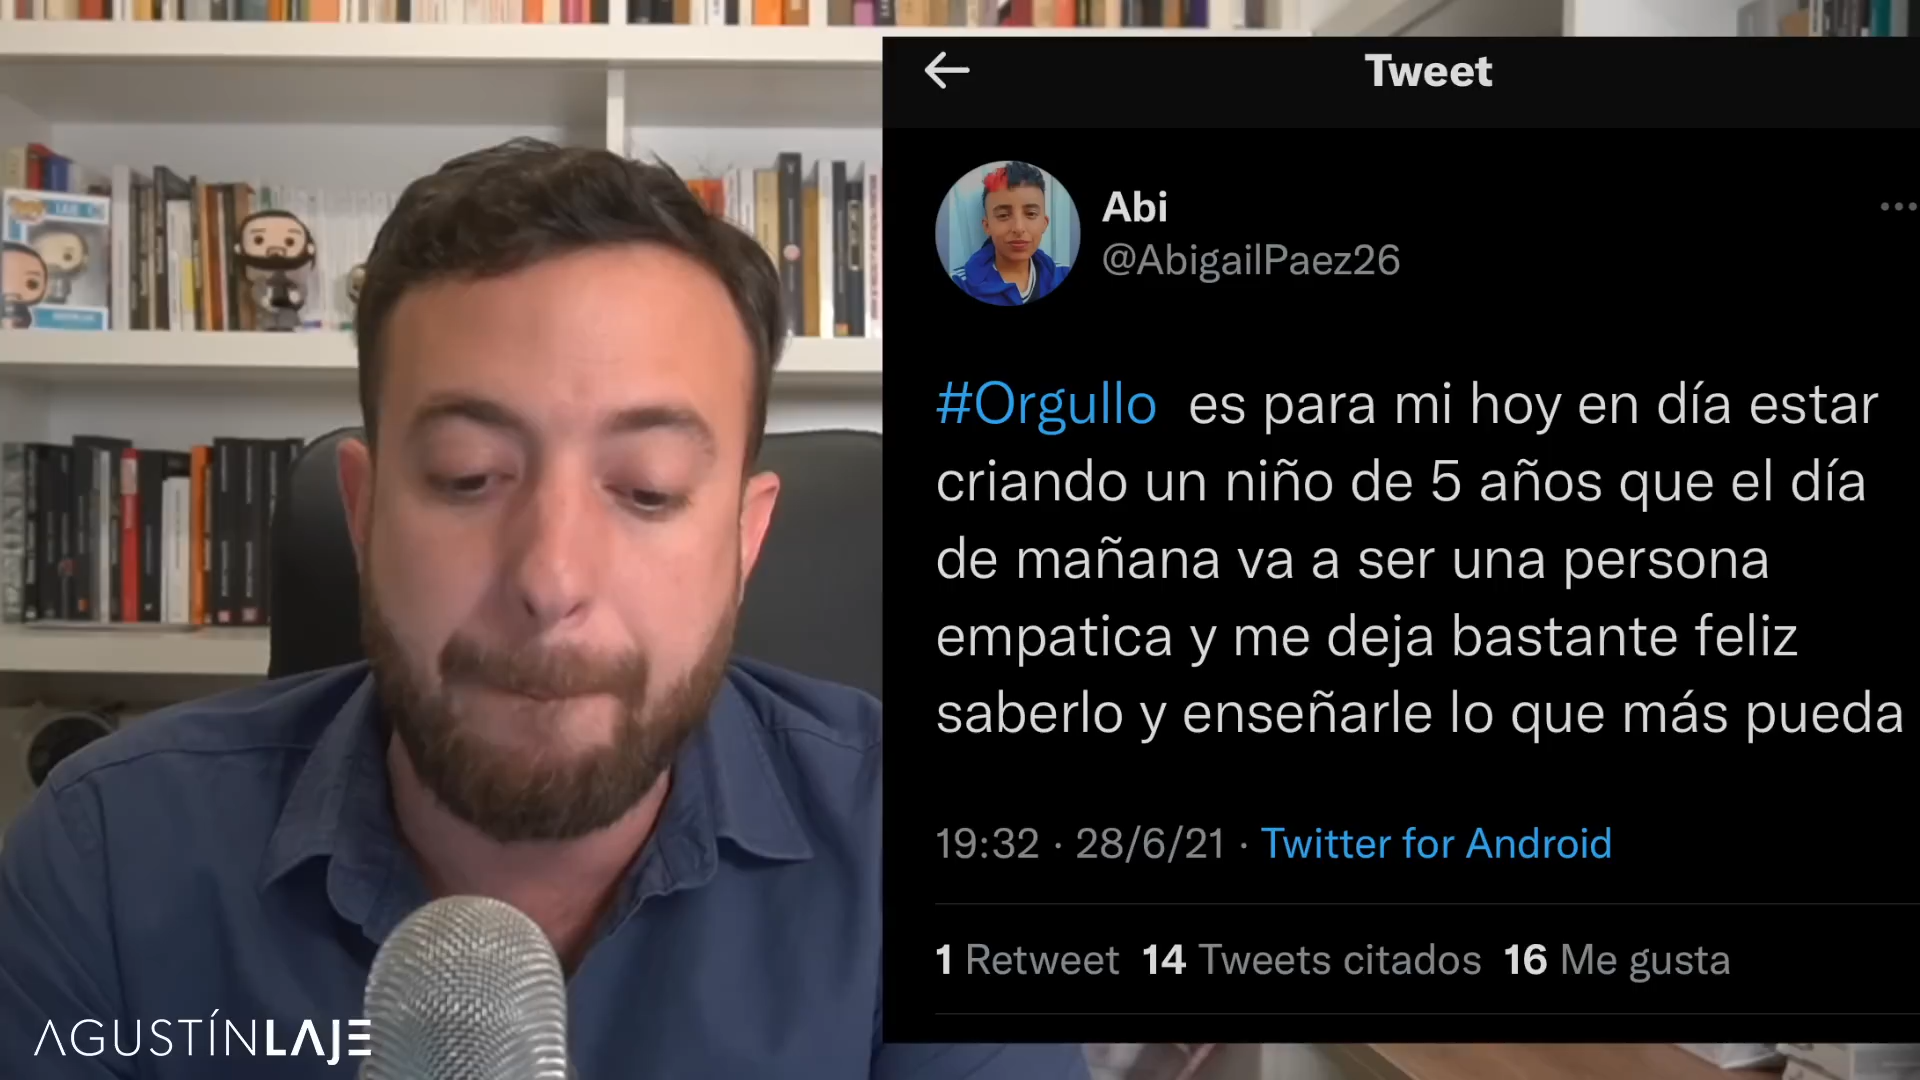 Tweet
Abi
@AbigailPaez26
#Orgullo es para mi hoy en día estar
criando un niño de 5 años que el día
de mañana va a ser una persona
empatica y me deja bastante feliz
saberlo y enseñarle lo que más pueda
19:32 · 28/6/21 · Twitter for Android
1 Retweet 14 Tweets citados 16 Me gusta
AGUSTÍNLAJE